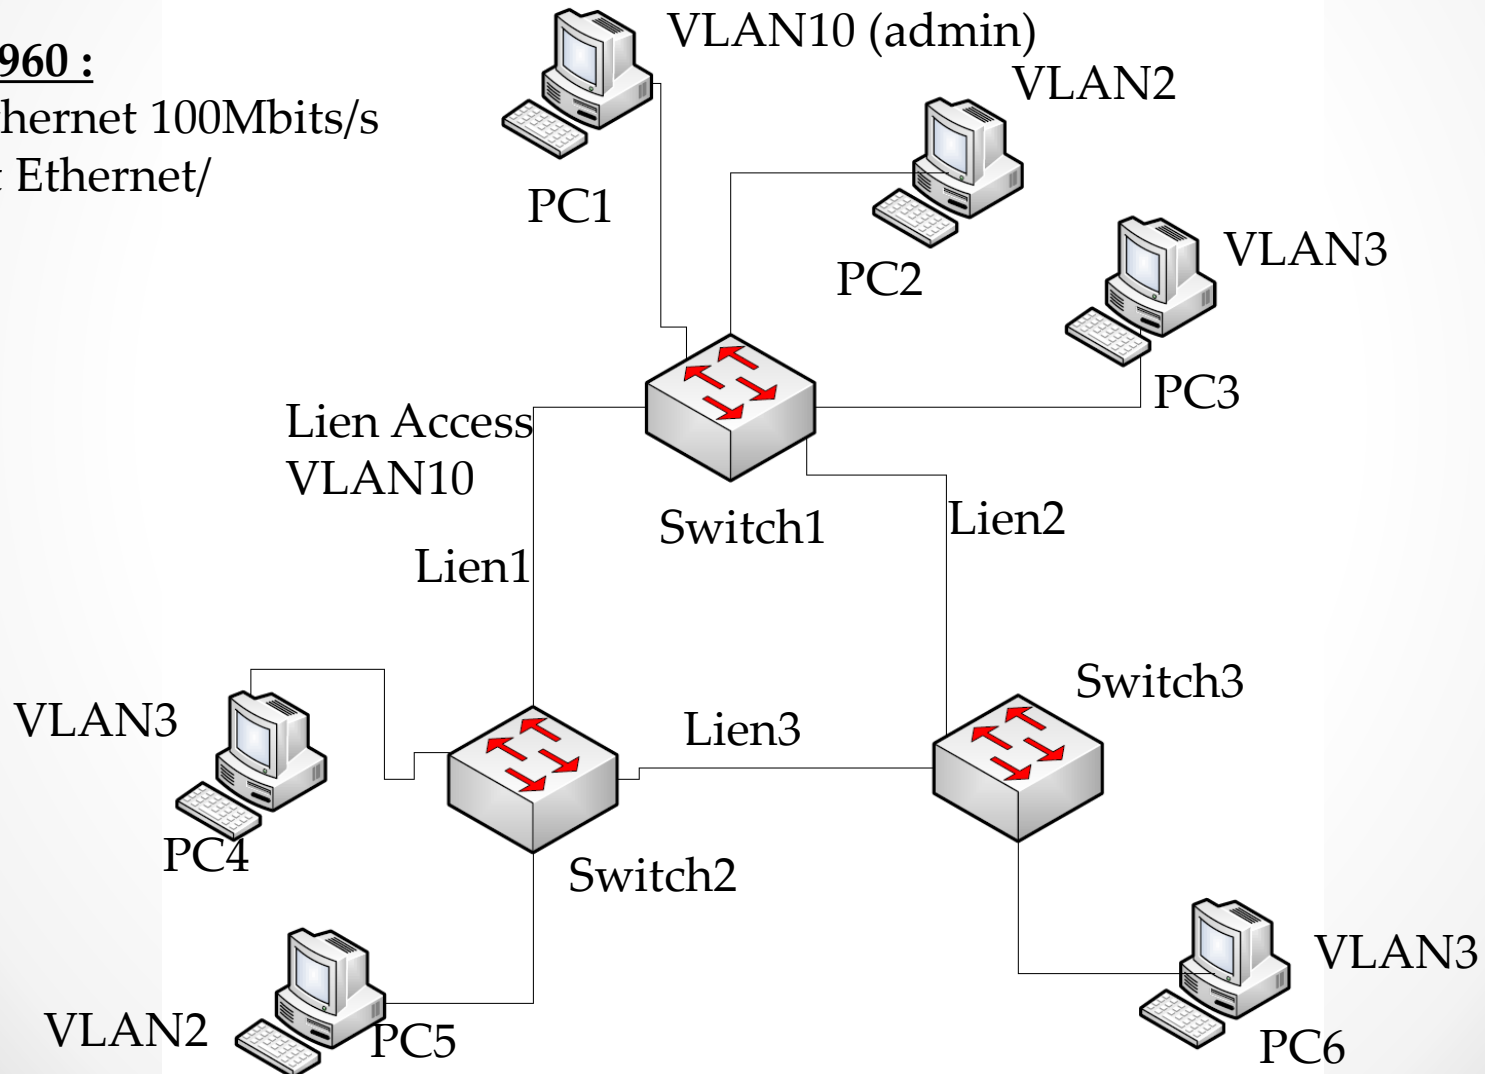 960 :
hernet 100Mbits/s
t Ethernet/
VLAN10 (admin)
VLAN2
PC1
PC2
VLAN3
PC3
Lien Access
VLAN10
Switch1
Lien2
Lien1
Switch3
VLAN3
Lien3
PC4
Switch2
VLAN3
VLAN2
PC5
PC6